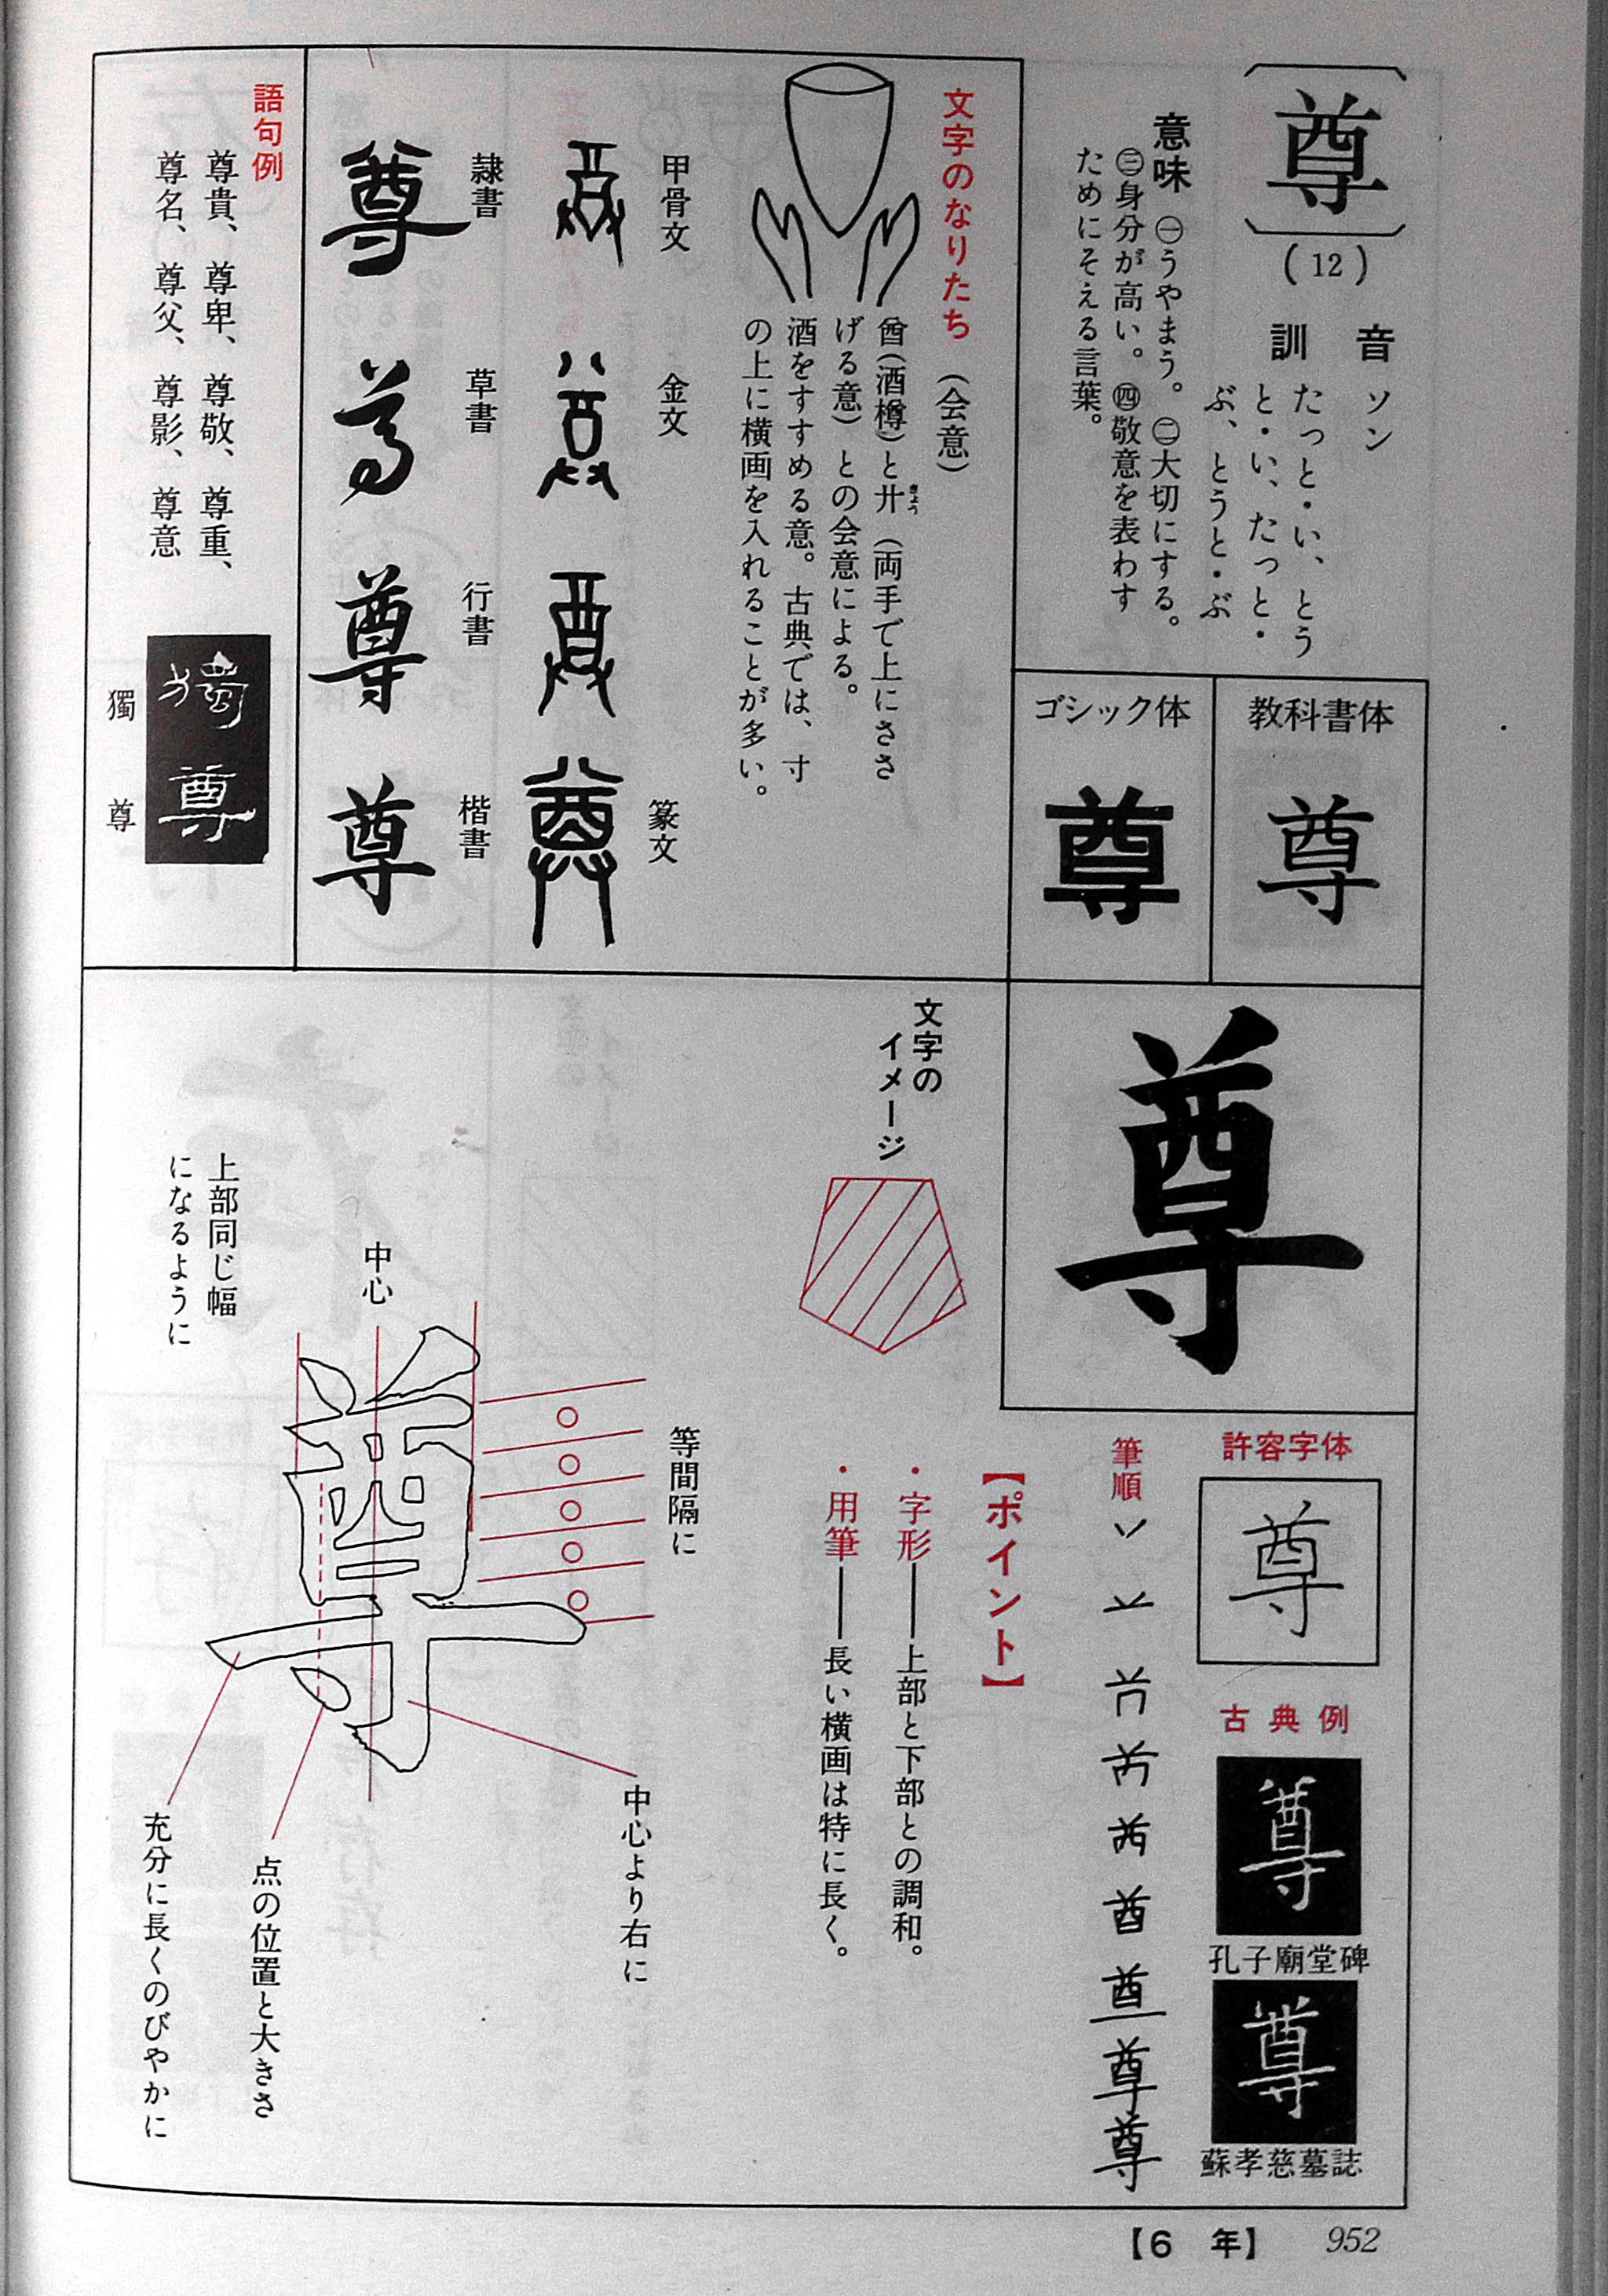 尊
(12)
音 ソン
訓 たっと・い、とう
と・い、たっと・
ぶ、とうと・ぶ
意味 ㊀うやまう。㊁大切にする。
㊂身分が高い。㊃敬意を表わす
ためにそえる言葉。
教科書体
尊
ゴシック体
尊
文字のなりたち（会意）
酋（酒樽）と廾（両手で上にささ
きょう
げる意）との会意による。
酒をすすめる意。古典では、寸
の上に横画を入れることが多い。
甲骨文
金文
篆文
隷書
尊
草書
尊
行書
尊
楷書
尊
語句例
尊貴、尊卑、尊敬、尊重、
尊名、尊父、尊影、尊意
獨尊
獨 尊
尊
文字の
イメージ
許容字体
尊
古典例
尊
孔子廟堂碑
尊
蘇孝慈墓誌
筆順
尊
【ポイント】
・字形——上部と下部との調和。
・用筆——長い横画は特に長く。
等間隔に
中心
上部同じ幅
になるように
中心より右に
点の位置と大きさ
充分に長くのびやかに
【6 年】 952